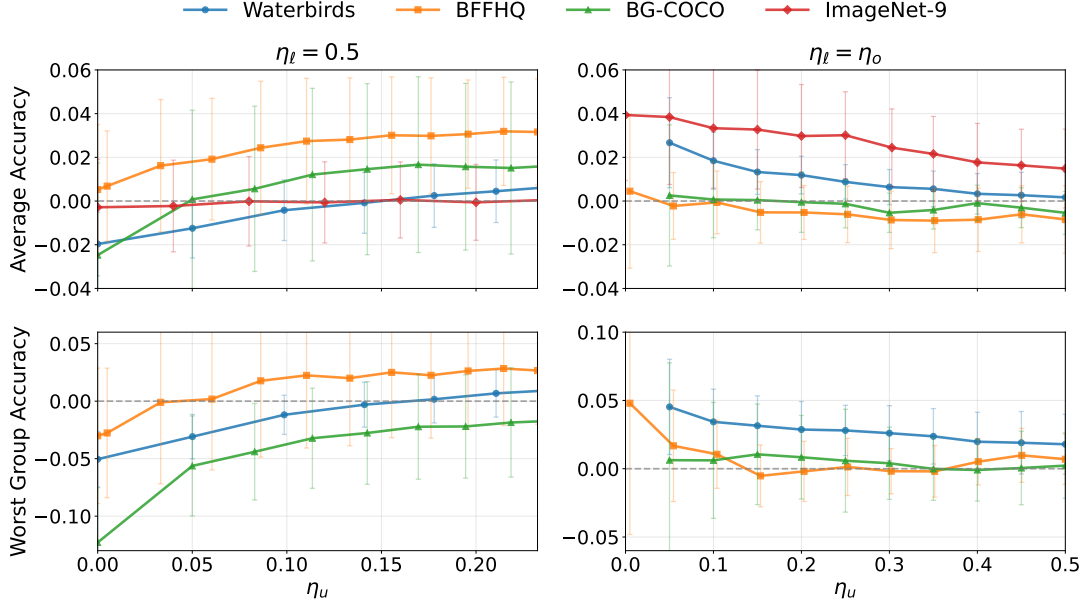 Waterbirds BFFHQ BG-COCO ImageNet-9
η_ℓ = 0.5
η_ℓ = η_o
Average Accuracy
0.06
0.04
0.02
0.00
−0.02
−0.04
0.06
0.04
0.02
0.00
−0.02
−0.04
Worst Group Accuracy
0.05
0.00
−0.05
−0.10
0.00 0.05 0.10 0.15 0.20
η_u
0.10
0.05
0.00
−0.05
0.0 0.1 0.2 0.3 0.4 0.5
η_u